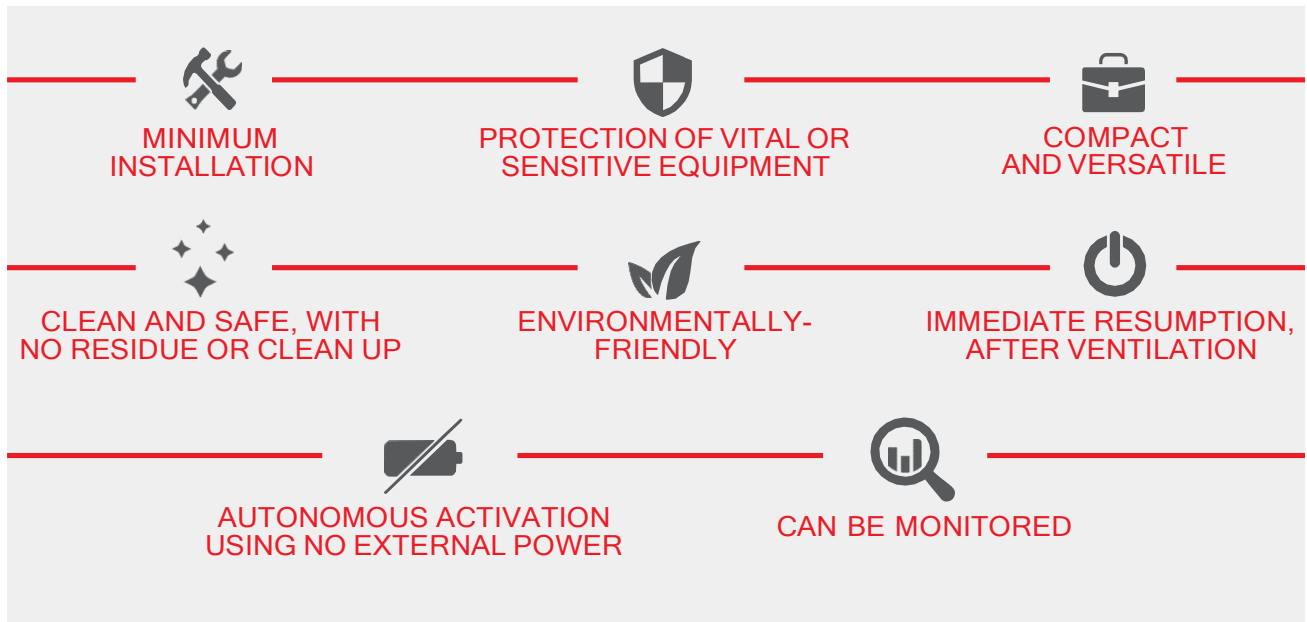 MINIMUM
INSTALLATION
PROTECTION OF VITAL OR
SENSITIVE EQUIPMENT
COMPACT
AND VERSATILE
CLEAN AND SAFE, WITH
NO RESIDUE OR CLEAN UP
ENVIRONMENTALLY-
FRIENDLY
IMMEDIATE RESUMPTION,
AFTER VENTILATION
AUTONOMOUS ACTIVATION
USING NO EXTERNAL POWER
CAN BE MONITORED